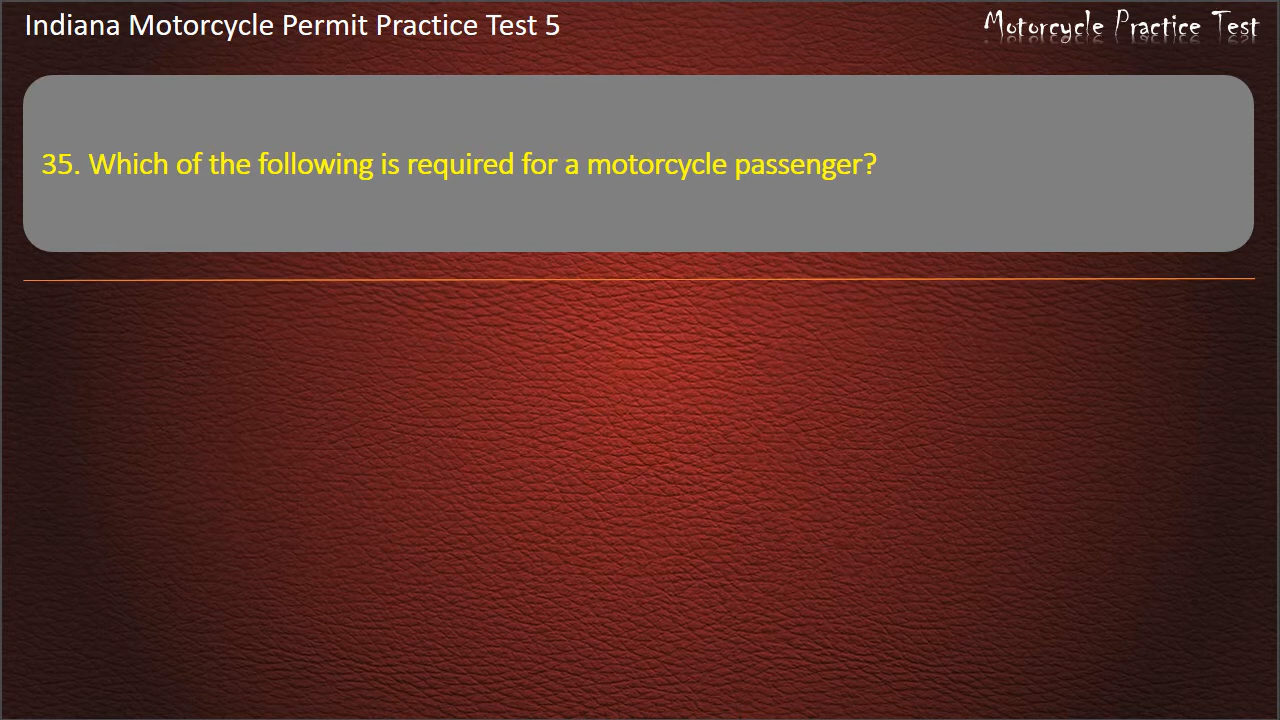 Indiana Motorcycle Permit Practice Test 5
Motorcycle Practice Test
35. Which of the following is required for a motorcycle passenger?